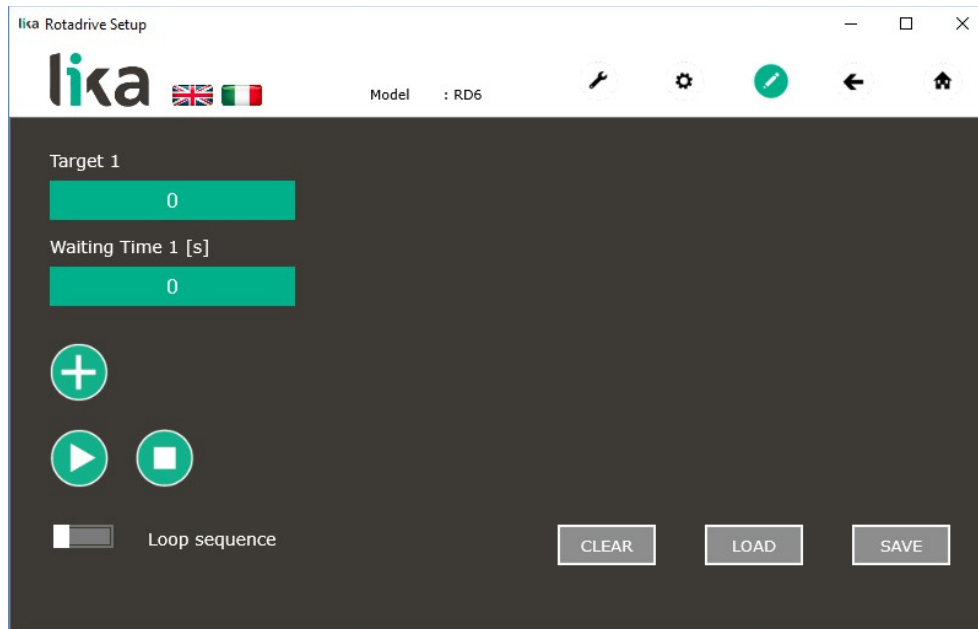 lika Rotadrive Setup
lika
Model : RD6
Target 1
0
Waiting Time 1 [s]
0
Loop sequence
CLEAR
LOAD
SAVE